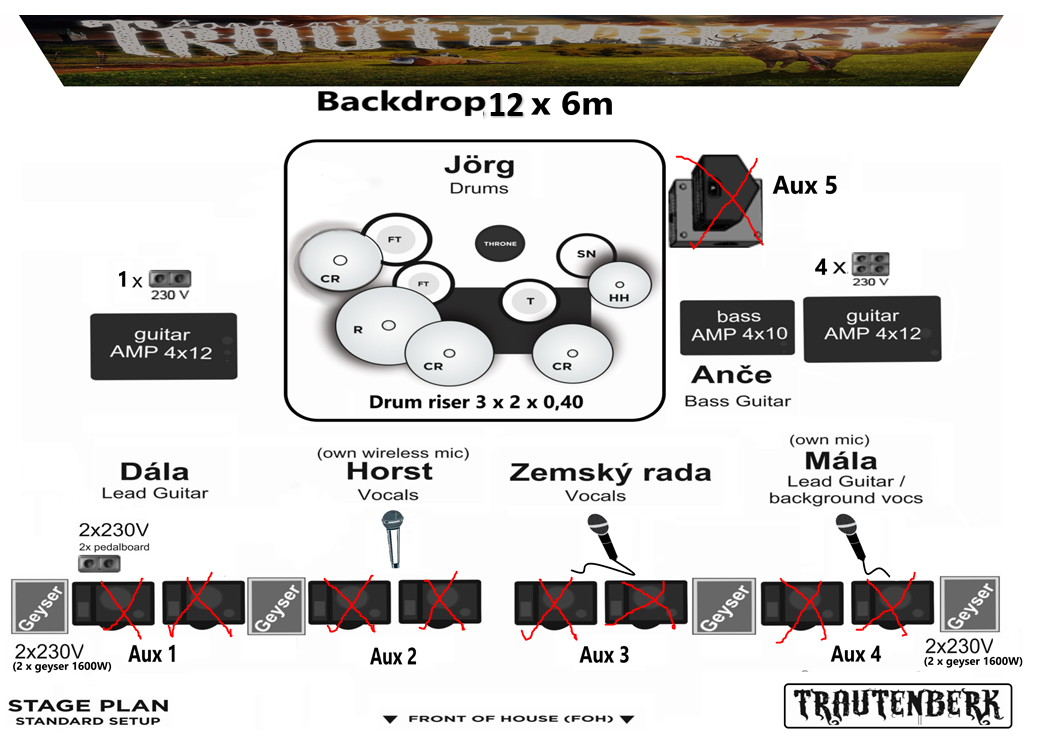 TRAUTENBERK
Backdrop 12 x 6m
Jörg
Drums
Aux 5
FT
THRONE
SN
CR
FT
HH
T
R
CR
CR
Drum riser 3 x 2 x 0,40
1 x
230 V
guitar
AMP 4x12
4 x
230 V
bass
AMP 4x10
guitar
AMP 4x12
Anče
Bass Guitar
Dála
Lead Guitar
(own wireless mic)
Horst
Vocals
Zemský rada
Vocals
(own mic)
Mála
Lead Guitar /
background vocs
2x230V
2x pedalboard
Geyser
Geyser
Geyser
Geyser
2x230V
(2 x geyser 1600W)
Aux 1
Aux 2
Aux 3
Aux 4
2x230V
(2 x geyser 1600W)
STAGE PLAN
STANDARD SETUP
▼ FRONT OF HOUSE (FOH) ▼
TRAUTENBERK